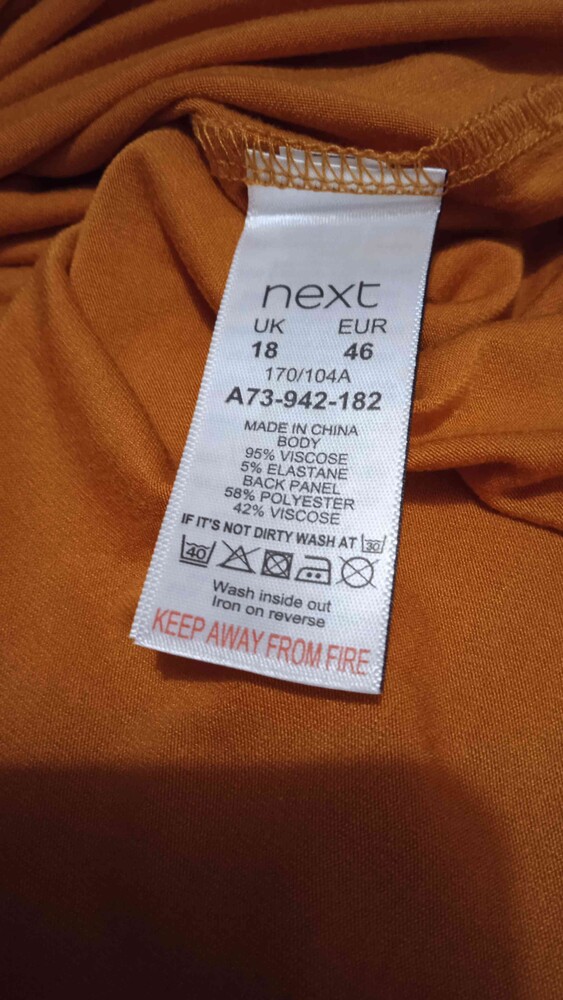 next
UK EUR
18 46
170/104A
A73-942-182
MADE IN CHINA
BODY
95% VISCOSE
5% ELASTANE
BACK PANEL
58% POLYESTER
42% VISCOSE
IF IT'S NOT DIRTY WASH AT 30
40
Wash inside out
Iron on reverse
KEEP AWAY FROM FIRE